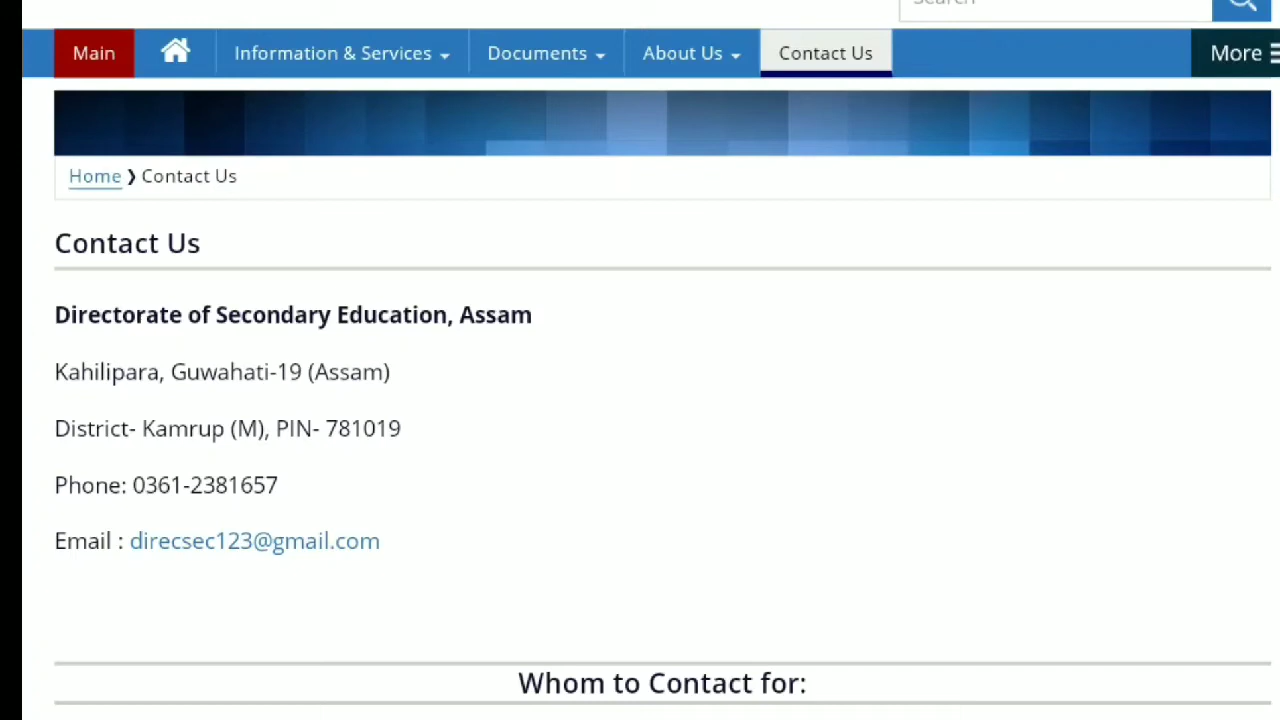 Search
Main Information & Services Documents About Us Contact Us More
Home ❯ Contact Us
Contact Us
Directorate of Secondary Education, Assam
Kahilipara, Guwahati-19 (Assam)
District- Kamrup (M), PIN- 781019
Phone: 0361-2381657
Email : direcsec123@gmail.com
Whom to Contact for: